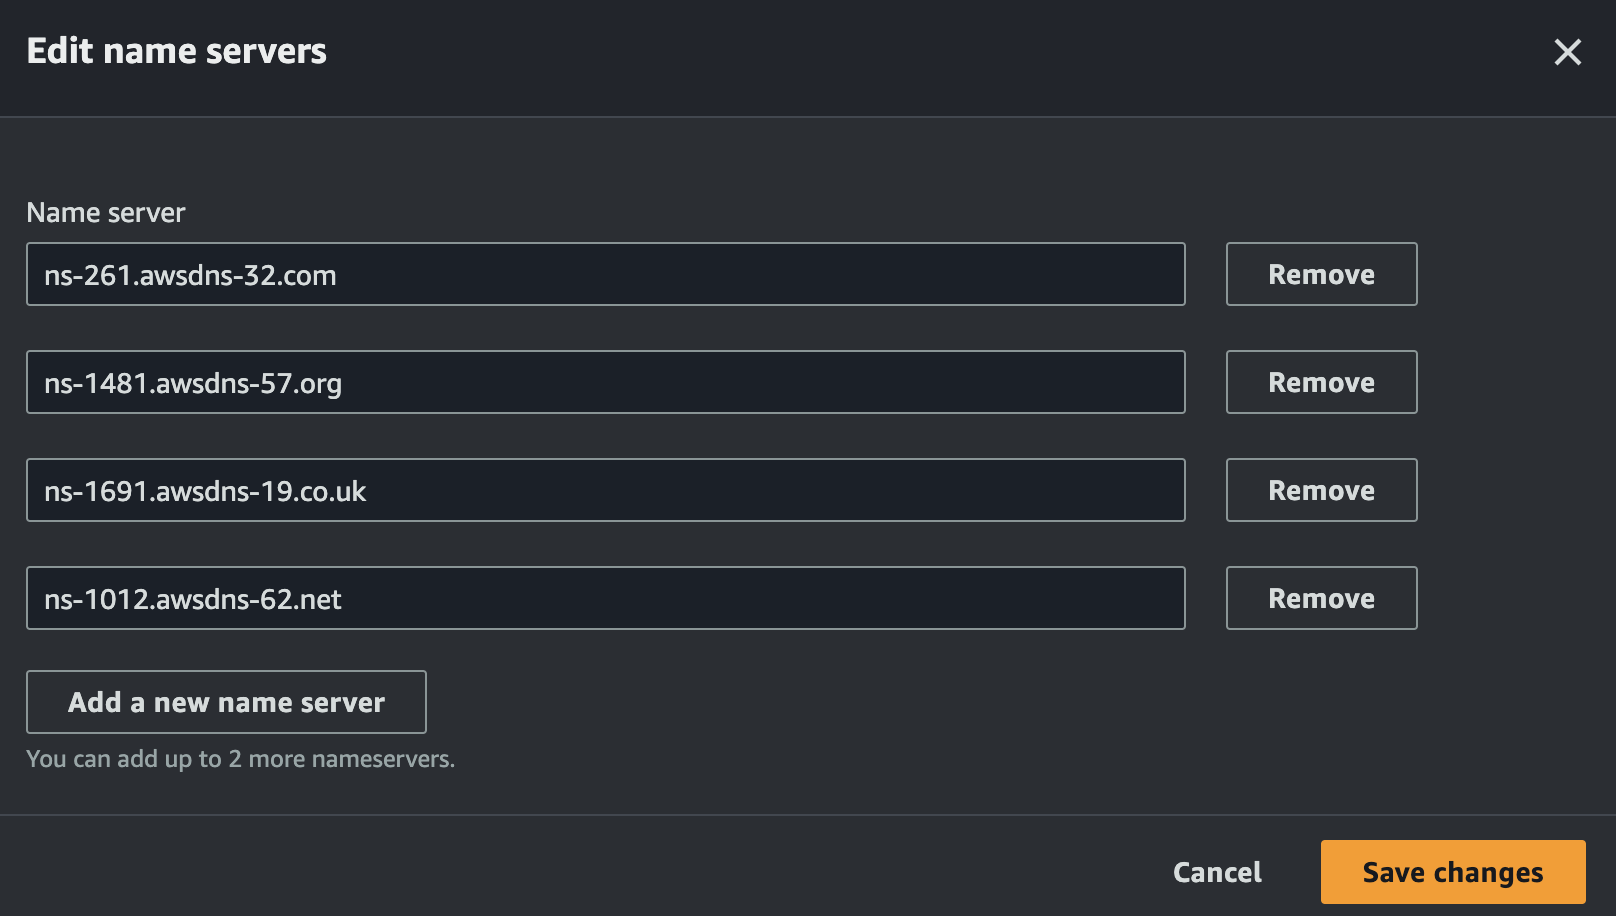 Edit name servers
Name server
ns-261.awsdns-32.com
Remove
ns-1481.awsdns-57.org
Remove
ns-1691.awsdns-19.co.uk
Remove
ns-1012.awsdns-62.net
Remove
Add a new name server
You can add up to 2 more nameservers.
Cancel
Save changes